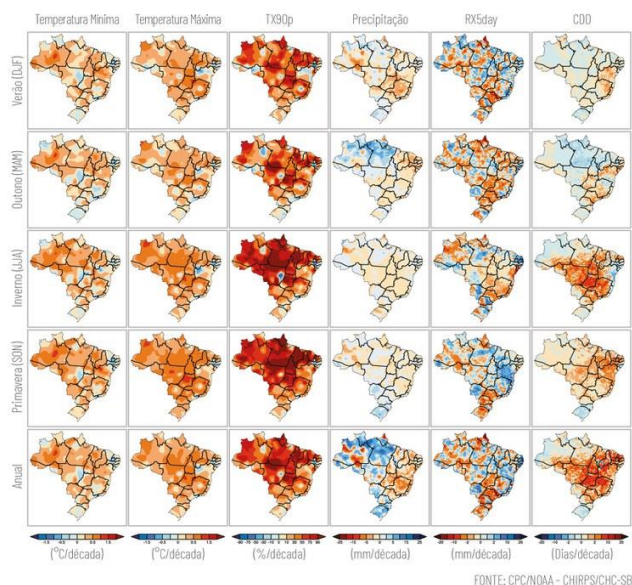 Temperatura Mínima Temperatura Máxima TX90p Precipitação RX5day CDD
Verão (DJF)
Outono (MAM)
Inverno (JJA)
Primavera (SON)
Anual
(°C/década) (°C/década) (%/década) (mm/década) (mm/década) (Dias/década)
FONTE: CPC/NOAA - CHIRPS/CHC-SP